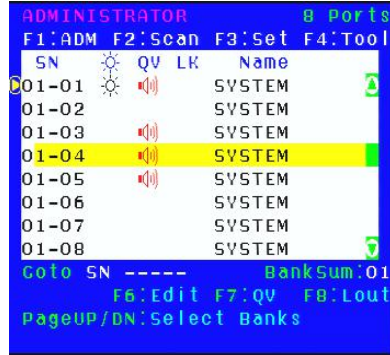 ADMINISTRATOR 8 Ports
F1:ADM F2:Scan F3:Set F4:Tool
SN QV LK Name
01-01 SYSTEM
01-02 SYSTEM
01-03 SYSTEM
01-04 SYSTEM
01-05 SYSTEM
01-06 SYSTEM
01-07 SYSTEM
01-08 SYSTEM
Goto SN ----- BankSum:01
F6:Edit F7:QV F8:Lout
PageUP/DN:Select Banks